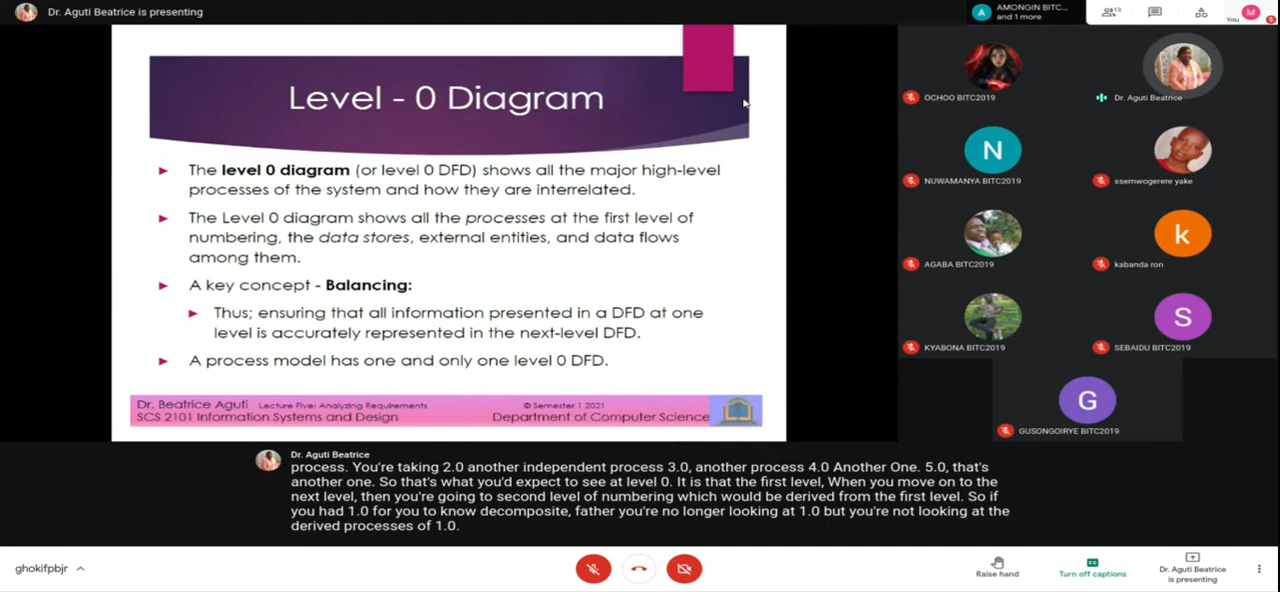 Dr. Aguti Beatrice is presenting
A
AMONGIN BITC...
and 1 more
13
You
M
Level - 0 Diagram
The level 0 diagram (or level 0 DFD) shows all the major high-level
processes of the system and how they are interrelated.
The Level 0 diagram shows all the processes at the first level of
numbering, the data stores, external entities, and data flows
among them.
A key concept - Balancing:
Thus; ensuring that all information presented in a DFD at one
level is accurately represented in the next-level DFD.
A process model has one and only one level 0 DFD.
Dr. Beatrice Aguti Lecture Five: Analyzing Requirements © Semester 1 2021
SCS 2101 Information Systems and Design Department of Computer Science
OCHOO BITC2019
Dr. Aguti Beatrice
N
NUWAMANYA BITC2019
ssemwogerere yake
AGABA BITC2019
k
kabanda ron
KYABONA BITC2019
S
SEBAIDU BITC2019
G
GUSONGOIRYE BITC2019
Dr. Aguti Beatrice
process. You're taking 2.0 another independent process 3.0, another process 4.0 Another One. 5.0, that's
another one. So that's what you'd expect to see at level 0. It is that the first level, When you move on to the
next level, then you're going to second level of numbering which would be derived from the first level. So if
you had 1.0 for you to know decomposite, father you're no longer looking at 1.0 but you're not looking at the
derived processes of 1.0.
ghokifpbjr
Raise hand
CC
Turn off captions
Dr. Aguti Beatrice
is presenting